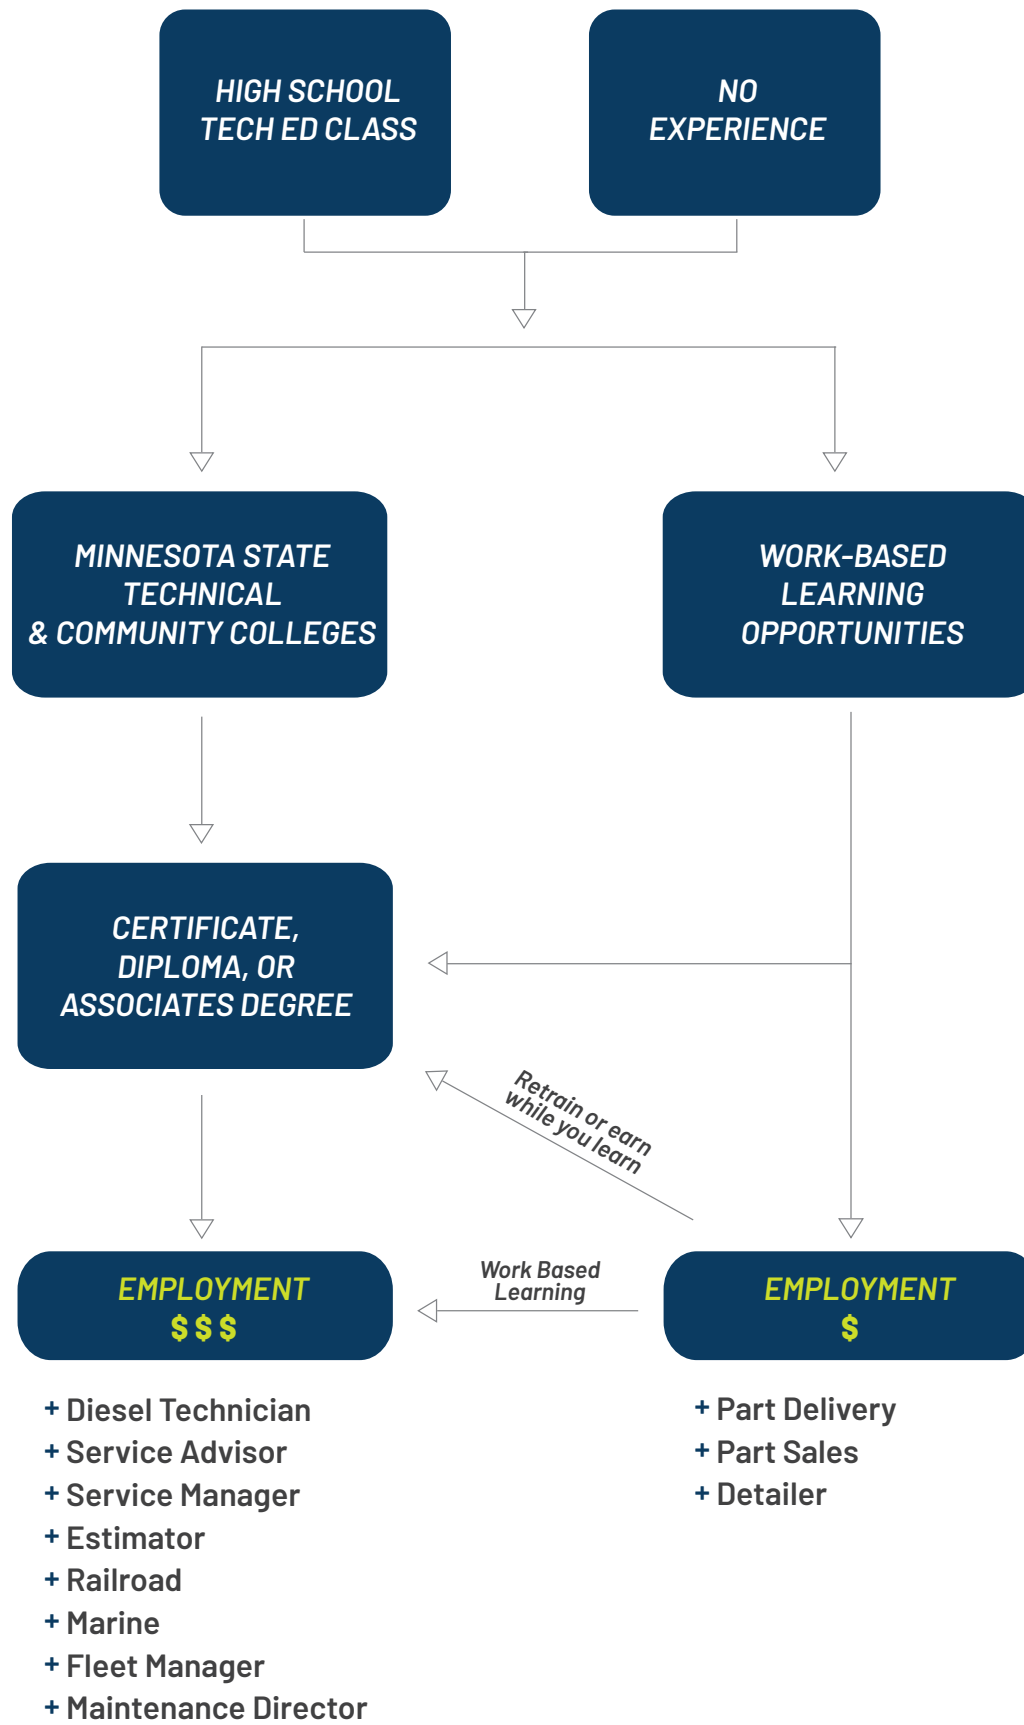 HIGH SCHOOL
TECH ED CLASS
NO
EXPERIENCE
MINNESOTA STATE
TECHNICAL
& COMMUNITY COLLEGES
WORK-BASED
LEARNING
OPPORTUNITIES
CERTIFICATE,
DIPLOMA, OR
ASSOCIATES DEGREE
Retrain or earn
while you learn
EMPLOYMENT
$ $ $
Work Based
Learning
EMPLOYMENT
$
+ Diesel Technician
+ Service Advisor
+ Service Manager
+ Estimator
+ Railroad
+ Marine
+ Fleet Manager
+ Maintenance Director
+ Part Delivery
+ Part Sales
+ Detailer